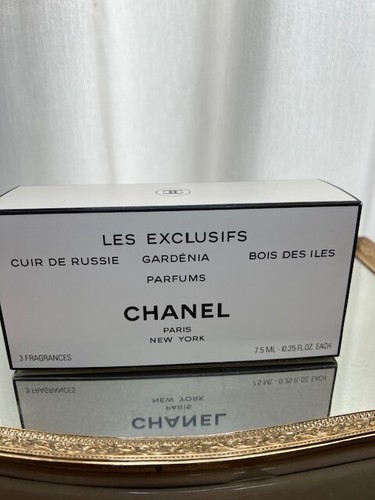 LES EXCLUSIFS
CUIR DE RUSSIE GARDÉNIA BOIS DES ILES
PARFUMS
CHANEL
PARIS
NEW YORK
3 FRAGRANCES 7.5 ML - 0.25 FL. OZ. EACH